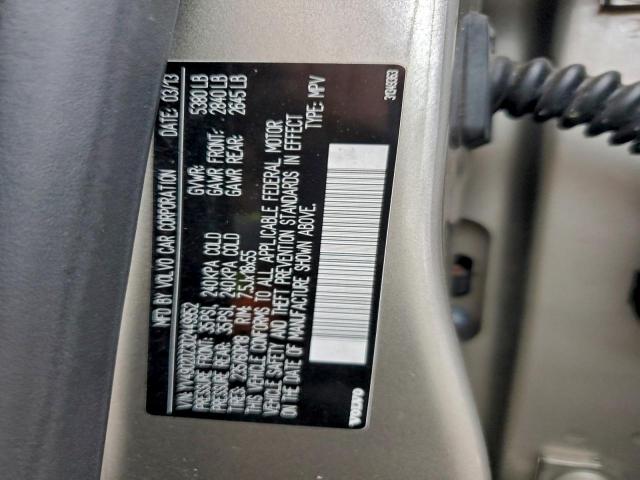 MFD BY VOLVO CAR CORPORATION DATE: 03/13
VIN: YV4902DZ7D2449852
GVWR: 5380 LB
PRESSURE FRONT: 35PSI, 240KPA COLD GAWR FRONT: 2840 LB
PRESSURE REAR: 35PSI, 240KPA COLD GAWR REAR: 2645 LB
TIRES: 235/60R18 RIM: 7.5Jx18x55
THIS VEHICLE CONFORMS TO ALL APPLICABLE FEDERAL MOTOR
VEHICLE SAFETY AND THEFT PREVENTION STANDARDS IN EFFECT
ON THE DATE OF MANUFACTURE SHOWN ABOVE. TYPE: MPV
VOLVO